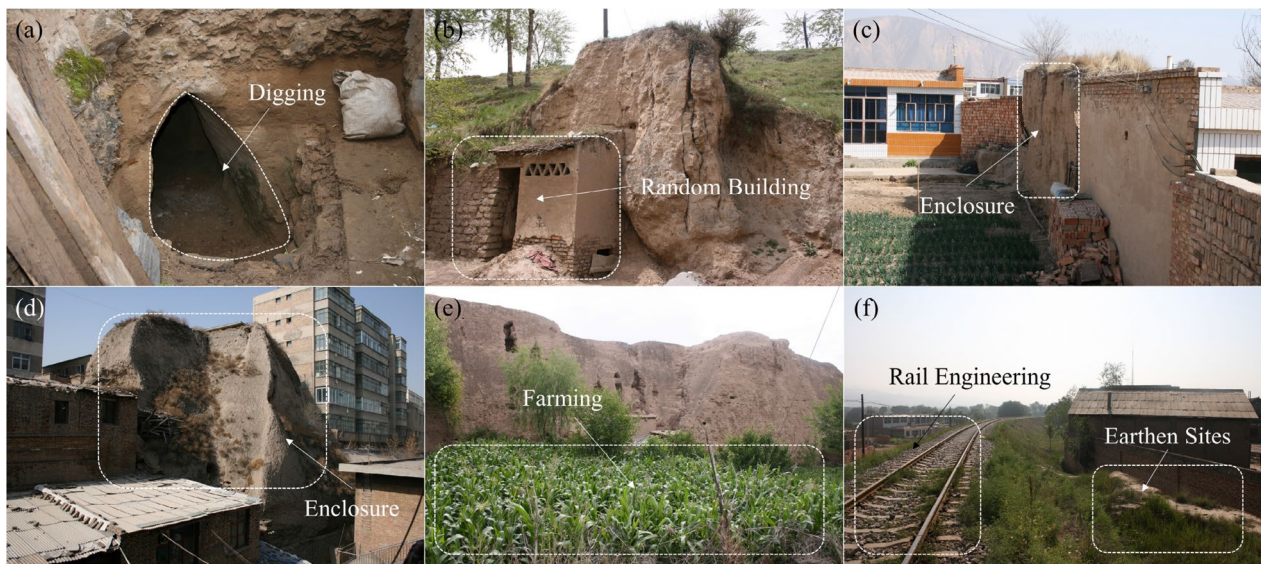 (a)
Digging
(b)
Random Building
(c)
Enclosure
(d)
Enclosure
(e)
Farming
(f)
Rail Engineering
Earthen Sites